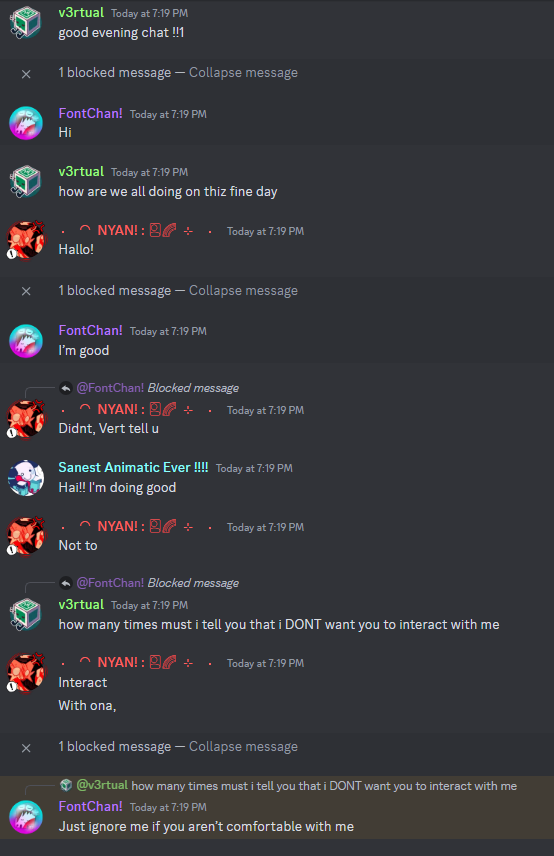 v3rtual Today at 7:19 PM
good evening chat !!1
1 blocked message — Collapse message
FontChan! Today at 7:19 PM
Hi
v3rtual Today at 7:19 PM
how are we all doing on thiz fine day
NYAN! : Today at 7:19 PM
Hallo!
1 blocked message — Collapse message
FontChan! Today at 7:19 PM
I'm good
@FontChan! Blocked message
NYAN! : Today at 7:19 PM
Didnt, Vert tell u
Sanest Animatic Ever !!!! Today at 7:19 PM
Hai!! I'm doing good
NYAN! : Today at 7:19 PM
Not to
@FontChan! Blocked message
v3rtual Today at 7:19 PM
how many times must i tell you that i DONT want you to interact with me
NYAN! : Today at 7:19 PM
Interact
With ona,
1 blocked message — Collapse message
@v3rtual how many times must i tell you that i DONT want you to interact with me
FontChan! Today at 7:19 PM
Just ignore me if you aren't comfortable with me